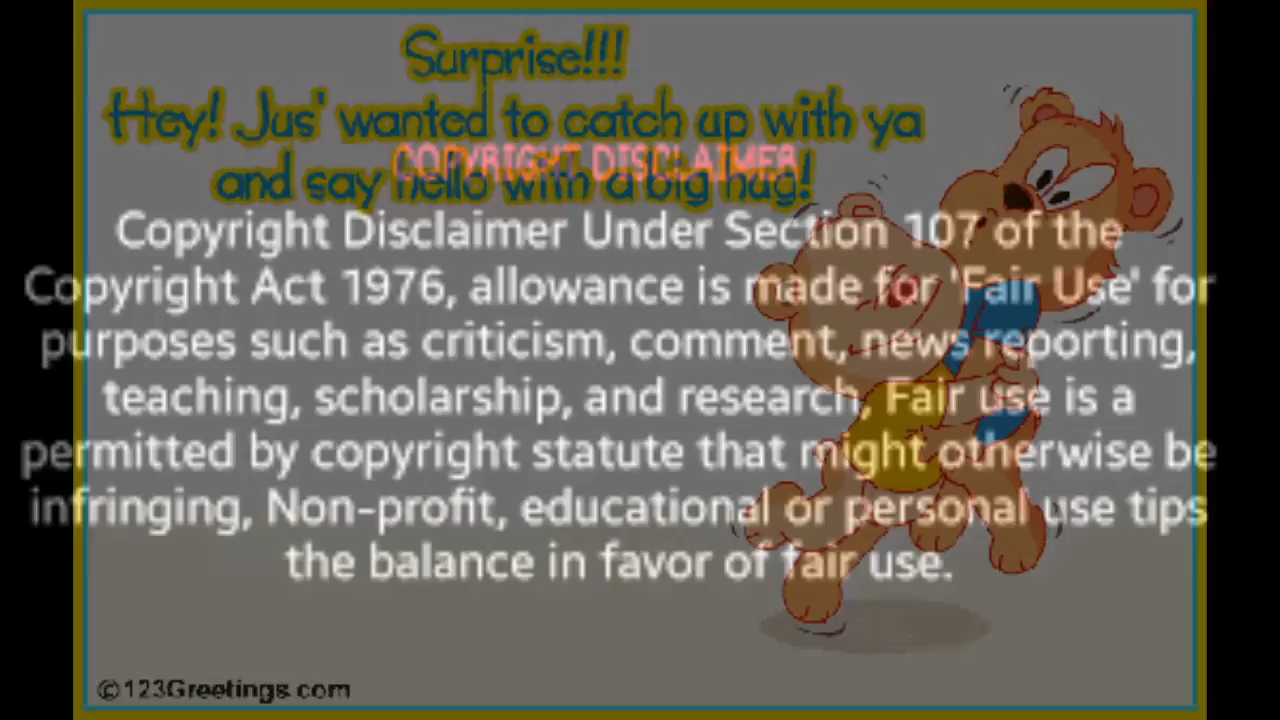 Surprise!!!
Hey! Jus' wanted to catch up with ya
COPYRIGHT DISCLAIMER
and say hello with a big hug!
Copyright Disclaimer Under Section 107 of the
Copyright Act 1976, allowance is made for 'Fair Use' for
purposes such as criticism, comment, news reporting,
teaching, scholarship, and research, Fair use is a
permitted by copyright statute that might otherwise be
infringing, Non-profit, educational or personal use tips
the balance in favor of fair use.
©123Greetings.com